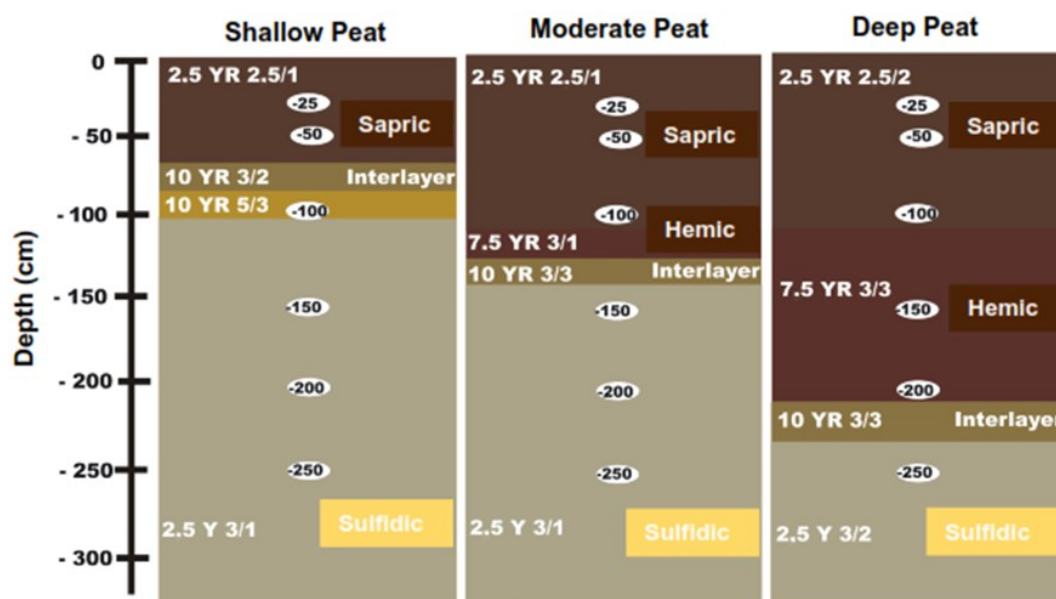 Shallow Peat
Moderate Peat
Deep Peat
Depth (cm)
0
- 50
- 100
- 150
- 200
- 250
- 300
2.5 YR 2.5/1
-25
-50
Sapric
10 YR 3/2
Interlayer
10 YR 5/3
-100
-150
-200
-250
2.5 Y 3/1
Sulfidic
2.5 YR 2.5/1
-25
-50
Sapric
-100
Hemic
7.5 YR 3/1
10 YR 3/3
Interlayer
-150
-200
-250
2.5 Y 3/1
Sulfidic
2.5 YR 2.5/2
-25
-50
Sapric
-100
7.5 YR 3/3
-150
Hemic
-200
10 YR 3/3
Interlayer
-250
2.5 Y 3/2
Sulfidic